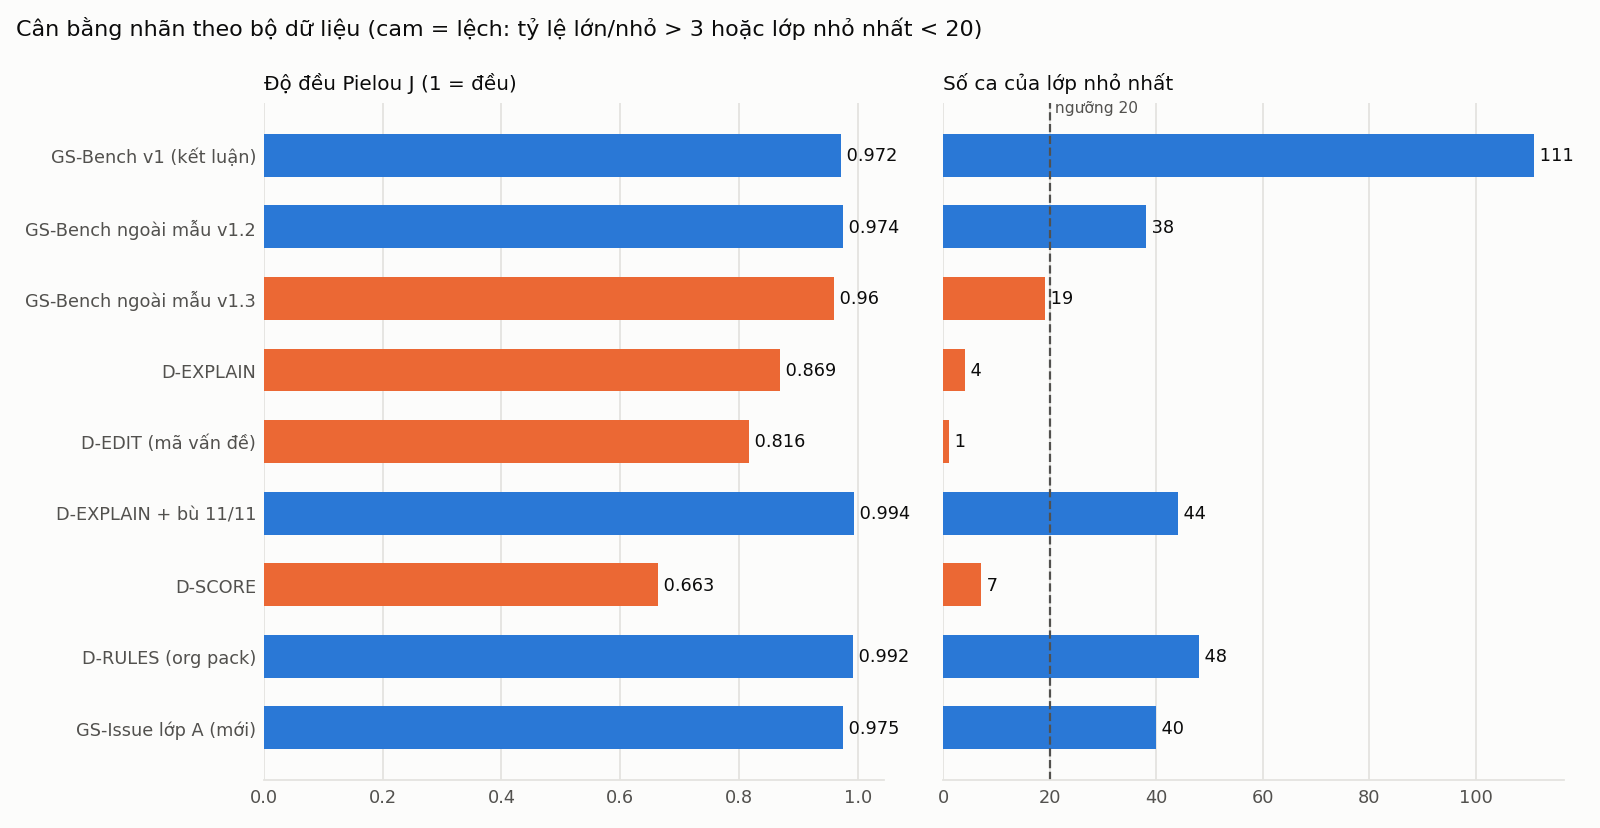 Cân bằng nhãn theo bộ dữ liệu (cam = lệch: tỷ lệ lớn/nhỏ > 3 hoặc lớp nhỏ nhất < 20)
Độ đều Pielou J (1 = đều)
Số ca của lớp nhỏ nhất
ngưỡng 20
GS-Bench v1 (kết luận)
0.972
111
GS-Bench ngoài mẫu v1.2
0.974
38
GS-Bench ngoài mẫu v1.3
0.96
19
D-EXPLAIN
0.869
4
D-EDIT (mã vấn đề)
0.816
1
D-EXPLAIN + bù 11/11
0.994
44
D-SCORE
0.663
7
D-RULES (org pack)
0.992
48
GS-Issue lớp A (mới)
0.975
40
0.0 0.2 0.4 0.6 0.8 1.0
0 20 40 60 80 100